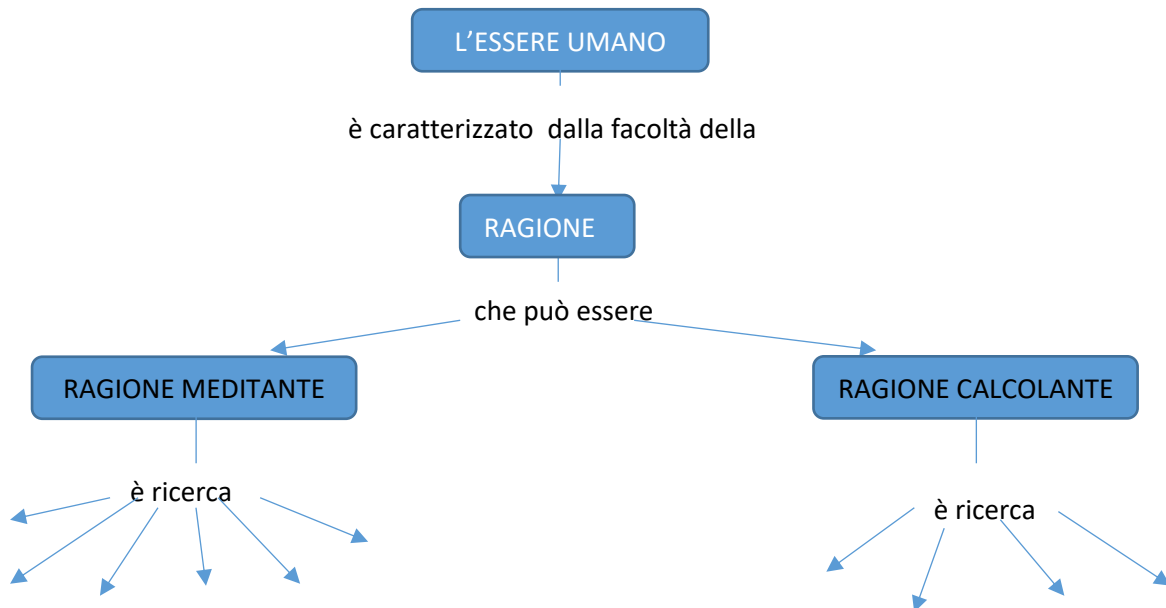 L’ESSERE UMANO
è caratterizzato  dalla facoltà della
RAGIONE
che può essere
RAGIONE MEDITANTE
RAGIONE CALCOLANTE
è ricerca
è ricerca